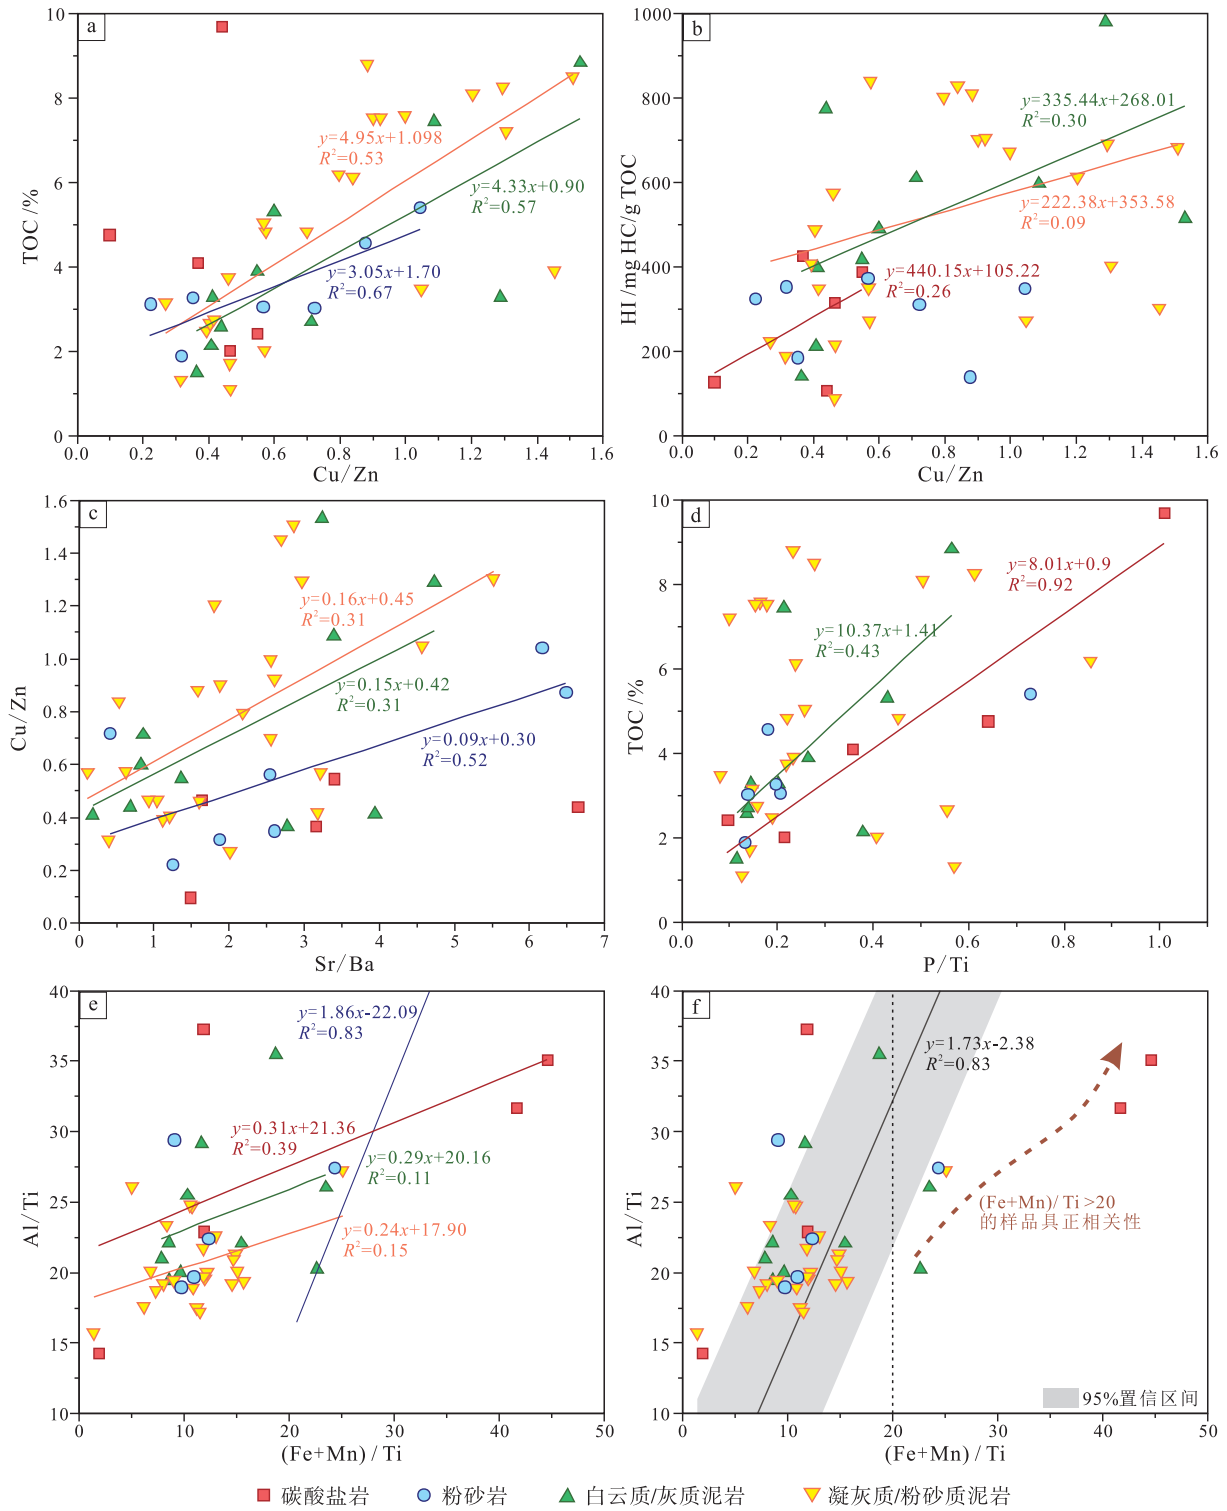 a
10
8
6
4
2
0
TOC/%
y=4.95x+1.098
R²=0.53
y=4.33x+0.90
R²=0.57
y=3.05x+1.70
R²=0.67
0.0 0.2 0.4 0.6 0.8 1.0 1.2 1.4 1.6
Cu/Zn
b
1000
800
600
400
200
0
HI/mg HC/g TOC
y=335.44x+268.01
R²=0.30
y=222.38x+353.58
R²=0.09
y=440.15x+105.22
R²=0.26
0.0 0.2 0.4 0.6 0.8 1.0 1.2 1.4 1.6
Cu/Zn
c
1.6
1.4
1.2
1.0
0.8
0.6
0.4
0.2
0.0
Cu/Zn
y=0.16x+0.45
R²=0.31
y=0.15x+0.42
R²=0.31
y=0.09x+0.30
R²=0.52
0 1 2 3 4 5 6 7
Sr/Ba
d
10
8
6
4
2
0
TOC/%
y=8.01x+0.9
R²=0.92
y=10.37x+1.41
R²=0.43
0.0 0.2 0.4 0.6 0.8 1.0
P/Ti
e
40
35
30
25
20
15
10
Al/Ti
y=1.86x-22.09
R²=0.83
y=0.31x+21.36
R²=0.39
y=0.29x+20.16
R²=0.11
y=0.24x+17.90
R²=0.15
0 10 20 30 40 50
(Fe+Mn)/Ti
f
40
35
30
25
20
15
10
Al/Ti
y=1.73x-2.38
R²=0.83
(Fe+Mn)/Ti>20
的样品具正相关性
95%置信区间
0 10 20 30 40 50
(Fe+Mn)/Ti
碳酸盐岩 粉砂岩 白云质/灰质泥岩 凝灰质/粉砂质泥岩